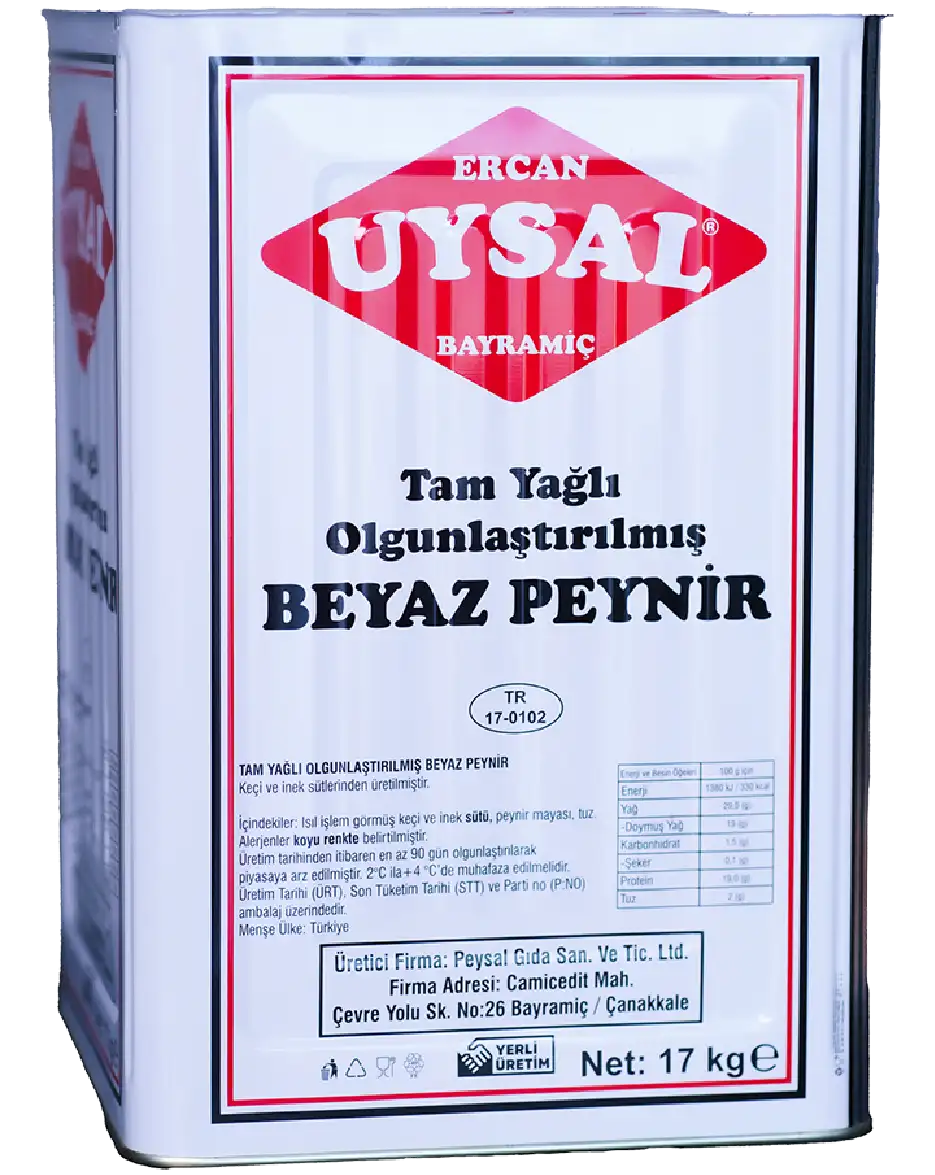 ERCAN
UYSAL®
BAYRAMİÇ
Tam Yağlı
Olgunlaştırılmış
BEYAZ PEYNİR
TR
17-0102
TAM YAĞLI OLGUNLAŞTIRILMIŞ BEYAZ PEYNİR
Keçi ve inek sütlerinden üretilmiştir.
İçindekiler: Isıl işlem görmüş keçi ve inek sütü, peynir mayası, tuz.
Alerjenler koyu renkte belirtilmiştir.
Üretim tarihinden itibaren en az 90 gün olgunlaştırılarak
piyasaya arz edilmiştir. 2°C ila+4 °C'de muhafaza edilmelidir.
Üretim Tarihi (ÜRT), Son Tüketim Tarihi (STT) ve Parti no (P:NO)
ambalaj üzerindedir.
Menşe Ülke: Türkiye
Enerji ve Besin Öğeleri 100 g için
Enerji
Yağ
-Doymuş Yağ
Karbonhidrat
-Şeker
Protein
Tuz 2 (g)
Üretici Firma: Peysal Gıda San. Ve Tic. Ltd.
Firma Adresi: Camicedit Mah.
Çevre Yolu Sk. No:26 Bayramiç / Çanakkale
YERLİ
ÜRETİM
Net: 17 kg℮